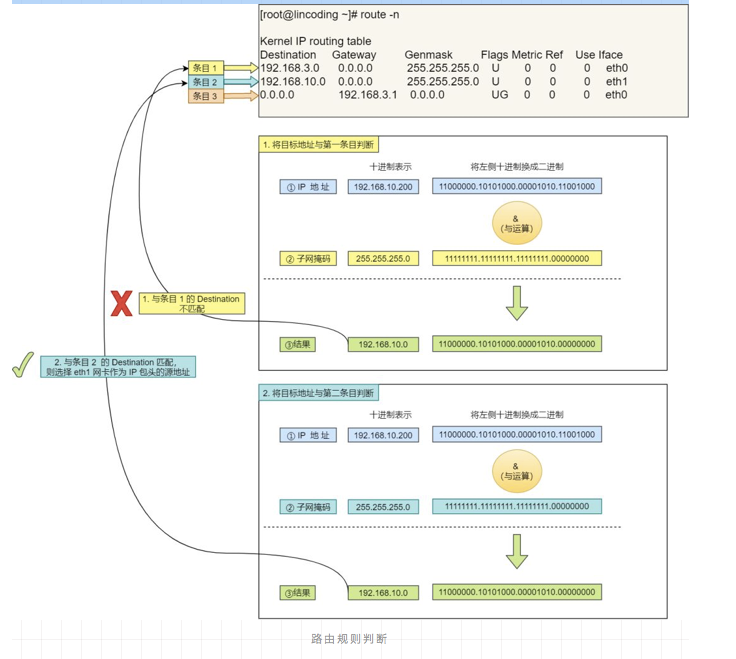 [root@lincoding ~]# route -n
Kernel IP routing table
Destination Gateway Genmask Flags Metric Ref Use Iface
条目 1 192.168.3.0 0.0.0.0 255.255.255.0 U 0 0 0 eth0
条目 2 192.168.10.0 0.0.0.0 255.255.255.0 U 0 0 0 eth1
条目 3 0.0.0.0 192.168.3.1 0.0.0.0 UG 0 0 0 eth0
1. 将目标地址与第一条目判断
十进制表示 将左侧十进制换成二进制
① IP 地 址 192.168.10.200 11000000.10101000.00001010.11001000
&
(与运算)
② 子网掩码 255.255.255.0 11111111.11111111.11111111.00000000
1. 与条目 1 的 Destination
不匹配
③结果 192.168.10.0 11000000.10101000.00001010.00000000
2. 与条目 2 的 Destination 匹配,
则选择 eth1 网卡作为 IP 包头的源地址
2. 将目标地址与第二条目判断
十进制表示 将左侧十进制换成二进制
① IP 地 址 192.168.10.200 11000000.10101000.00001010.11001000
&
(与运算)
② 子网掩码 255.255.255.0 11111111.11111111.11111111.00000000
③结果 192.168.10.0 11000000.10101000.00001010.00000000
路由规则判断